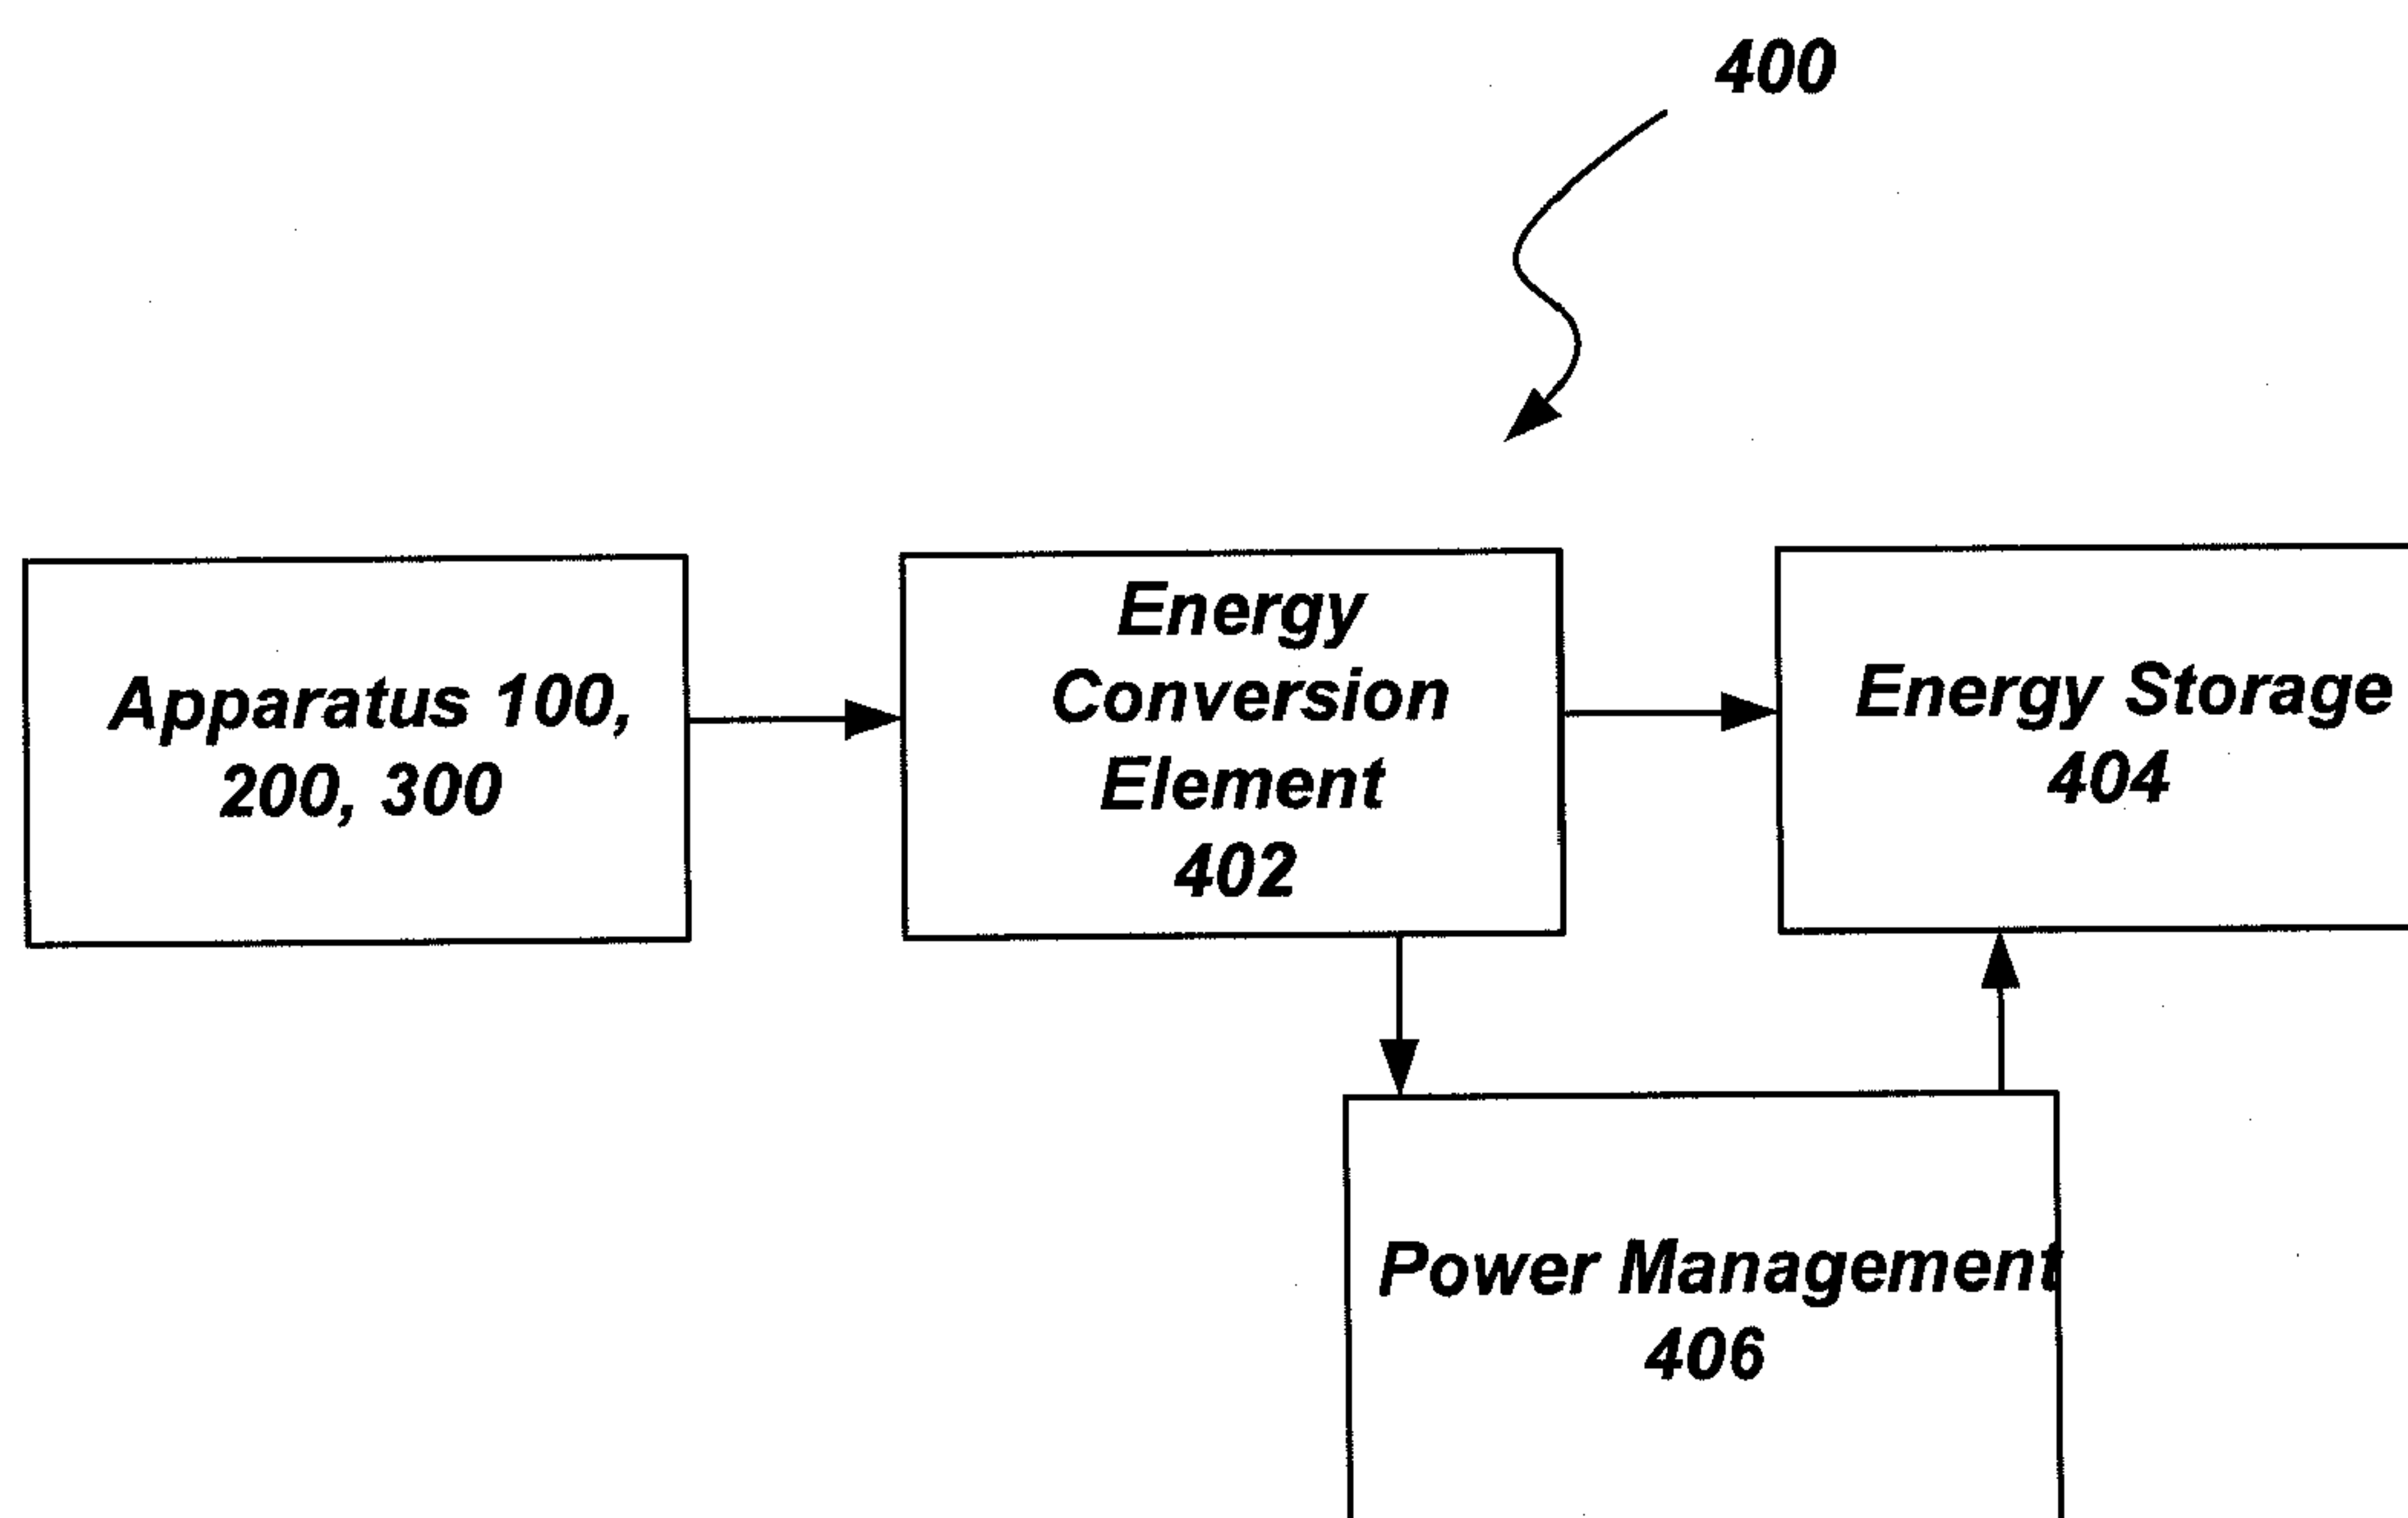 400
Apparatus 100,
200, 300
Energy
Conversion
Element
402
Energy Storage
404
Power Management
406